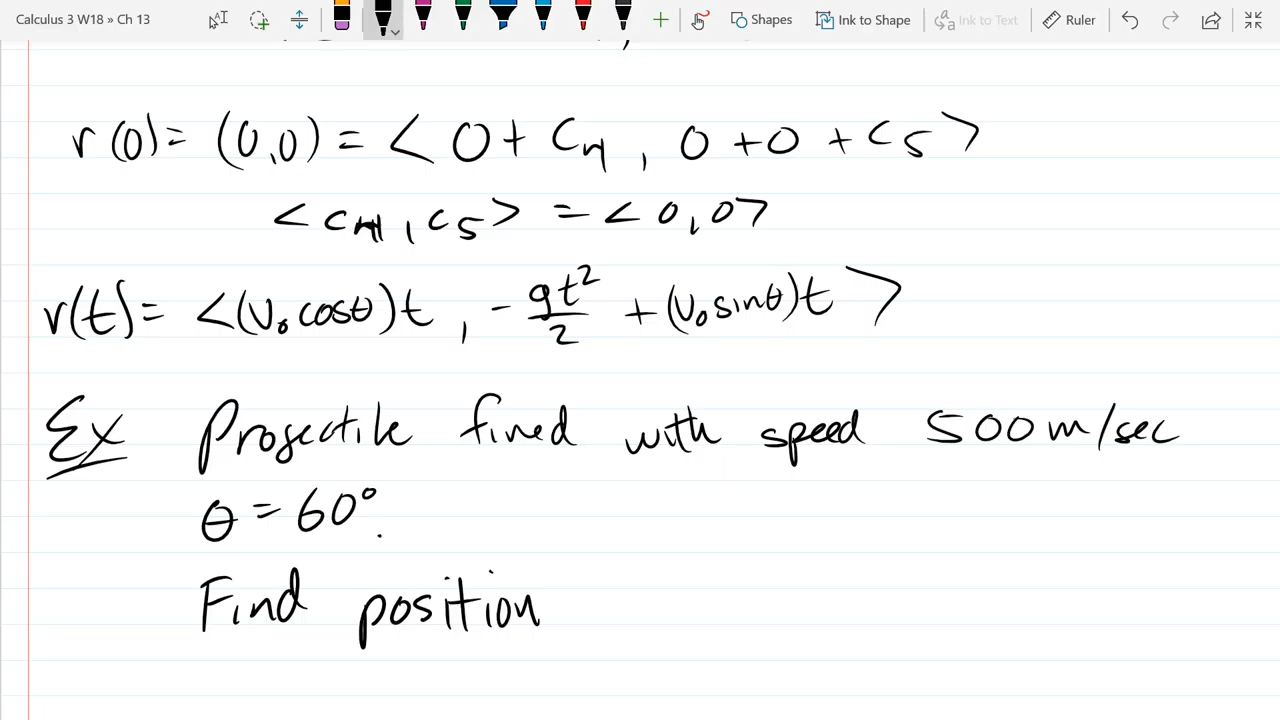 Calculus 3 W18 » Ch 13
Shapes
Ink to Shape
Ink to Text
Ruler
r(0) = (0,0) = < 0 + C4 , 0 + 0 + C5 >
< C4 , C5 > = < 0, 0 >
r(t) = < (V₀ cosθ)t , - gt²/2 + (V₀ sinθ)t >
Ex Projectile fired with speed 500 m/sec
θ = 60°.
Find position